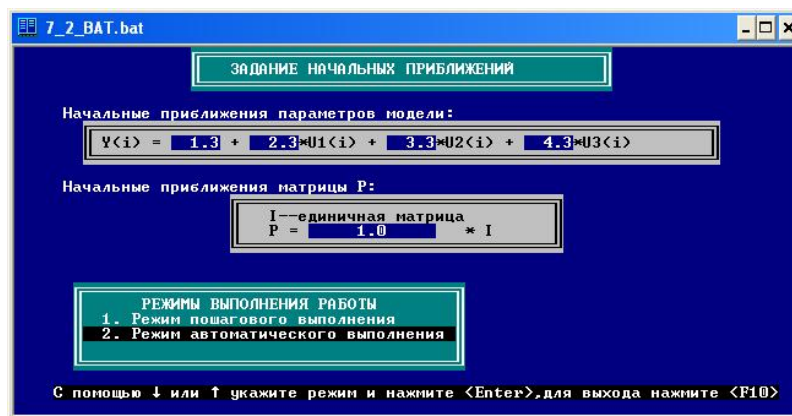 7_2_BAT.bat
ЗАДАНИЕ НАЧАЛЬНЫХ ПРИБЛИЖЕНИЙ
Начальные приближения параметров модели:
Y(i) = 1.3 + 2.3*U1(i) + 3.3*U2(i) + 4.3*U3(i)
Начальные приближения матрицы P:
I--единичная матрица
P = 1.0 * I
РЕЖИМЫ ВЫПОЛНЕНИЯ РАБОТЫ
1. Режим пошагового выполнения
2. Режим автоматического выполнения
С помощью ↓ или ↑ укажите режим и нажмите <Enter>,для выхода нажмите <F10>